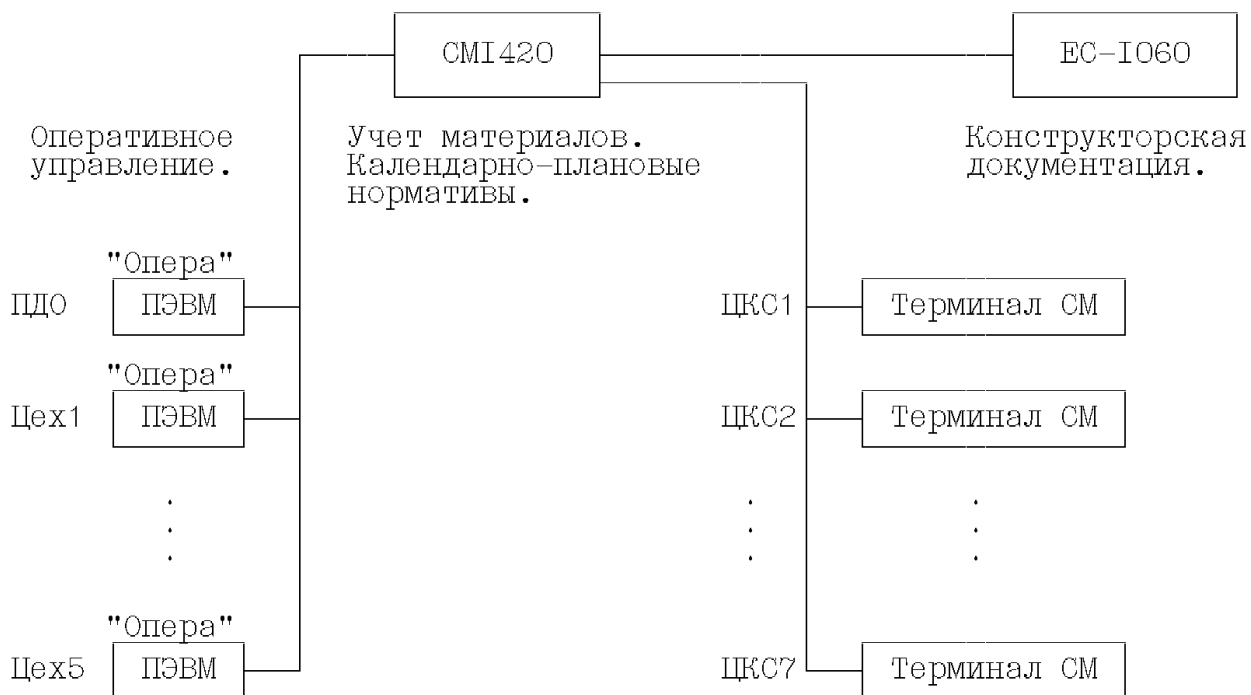 СМ1420
ЕС-1060
Оперативное
управление.
Учет материалов.
Календарно-плановые
нормативы.
Конструкторская
документация.
"Опера"
ПДО
ПЭВМ
ЦКС1
Терминал СМ
"Опера"
Цех1
ПЭВМ
ЦКС2
Терминал СМ
"Опера"
Цех5
ПЭВМ
ЦКС7
Терминал СМ